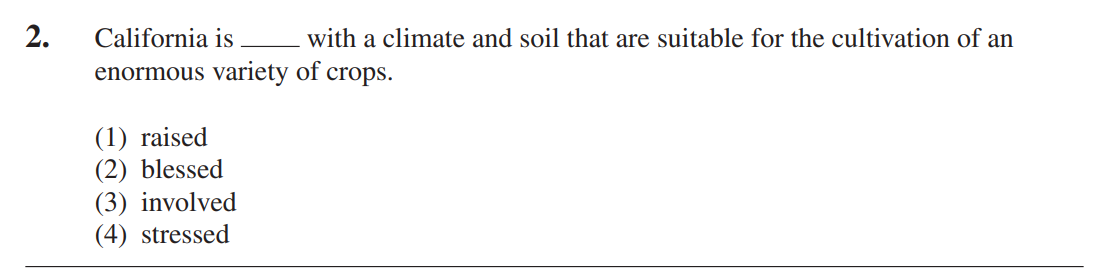 2. California is ____ with a climate and soil that are suitable for the cultivation of an
enormous variety of crops.
(1) raised
(2) blessed
(3) involved
(4) stressed